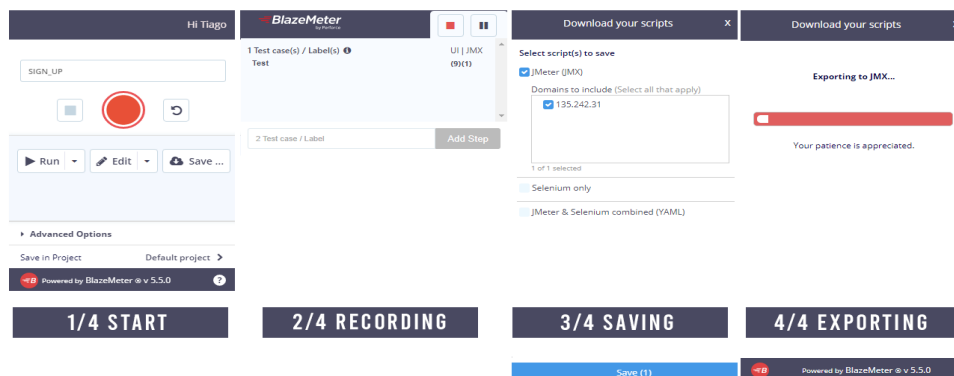 Hi Tiago
SIGN_UP
Run
Edit
Save ...
Advanced Options
Save in Project Default project
Powered by BlazeMeter ® v 5.5.0 ?
1/4 START
BlazeMeter
by Perforce
1 Test case(s) / Label(s) UI | JMX
Test (9)(1)
2 Test case / Label Add Step
2/4 RECORDING
Download your scripts X
Select script(s) to save
JMeter (JMX)
Domains to include (Select all that apply)
135.242.31
1 of 1 selected
Selenium only
JMeter & Selenium combined (YAML)
3/4 SAVING
Save (1)
Download your scripts
Exporting to JMX...
Your patience is appreciated.
4/4 EXPORTING
Powered by BlazeMeter ® v 5.5.0